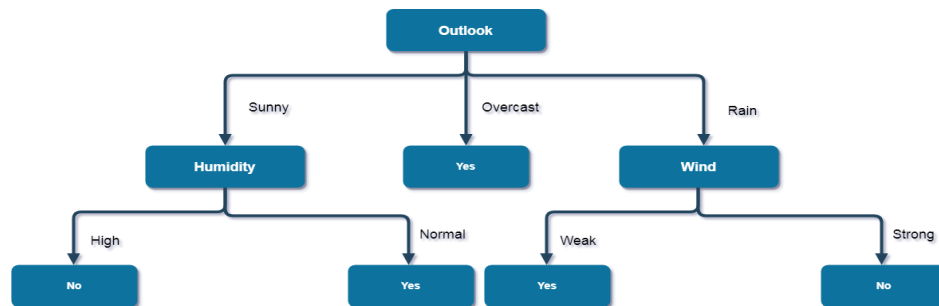 Outlook
Sunny
Overcast
Rain
Humidity
Yes
Wind
High
Normal
Weak
Strong
No
Yes
Yes
No